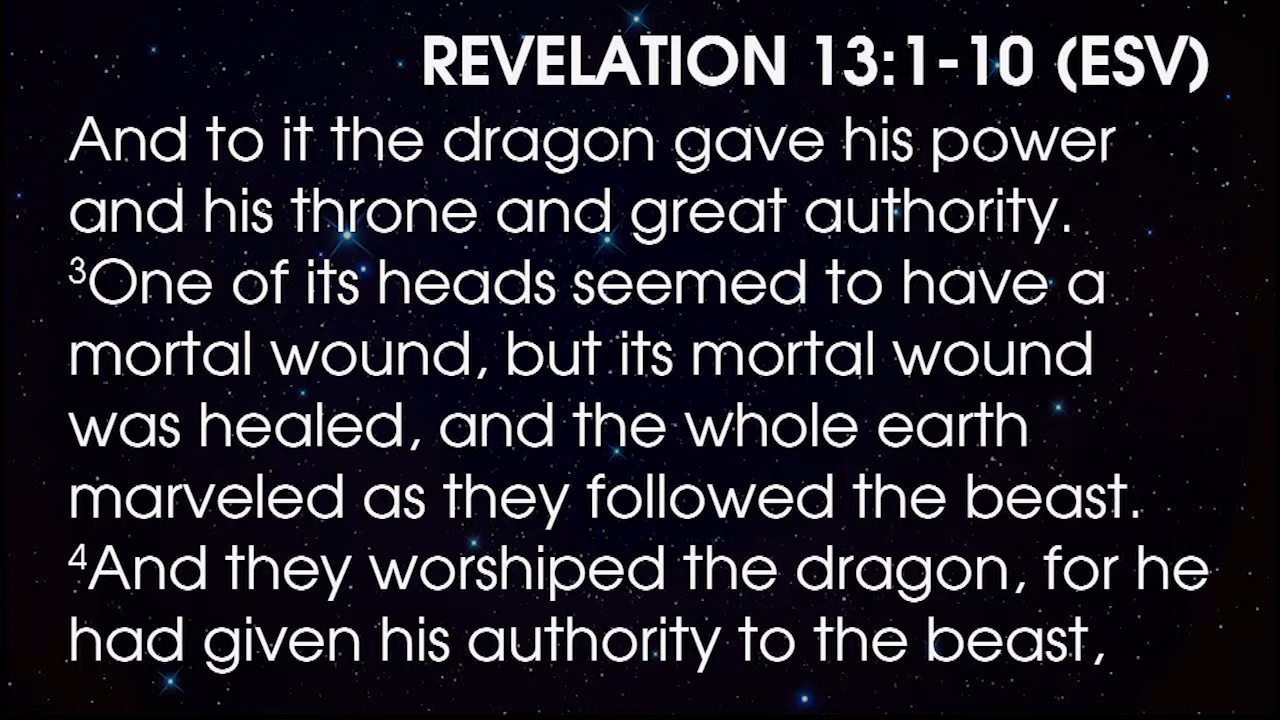 REVELATION 13:1-10 (ESV)
And to it the dragon gave his power
and his throne and great authority.
³One of its heads seemed to have a
mortal wound, but its mortal wound
was healed, and the whole earth
marveled as they followed the beast.
⁴And they worshiped the dragon, for he
had given his authority to the beast,